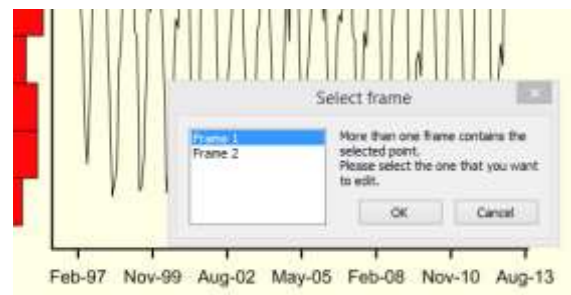 Select frame
Frame 1
Frame 2
More than one frame contains the
selected point.
Please select the one that you want
to edit.
OK Cancel
Feb-97 Nov-99 Aug-02 May-05 Feb-08 Nov-10 Aug-13